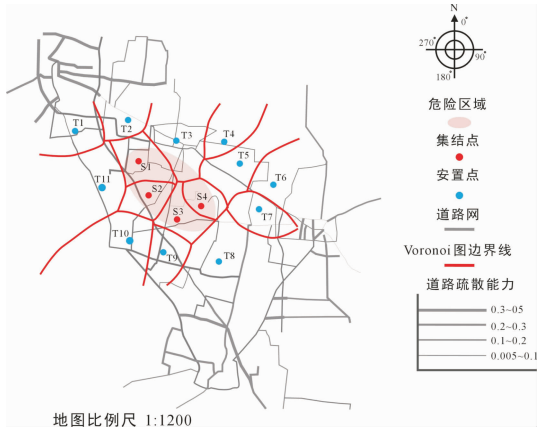 N
0°
270°
90°
180°
危险区域
集结点
安置点
道路网
Voronoi图边界线
道路疏散能力
0.3~05
0.2~0.3
0.1~0.2
0.005~0.1
T1
T2
T3
T4
T5
S1
T6
T11
S2
S4
T7
S3
T10
T9
T8
地图比例尺 1:1200